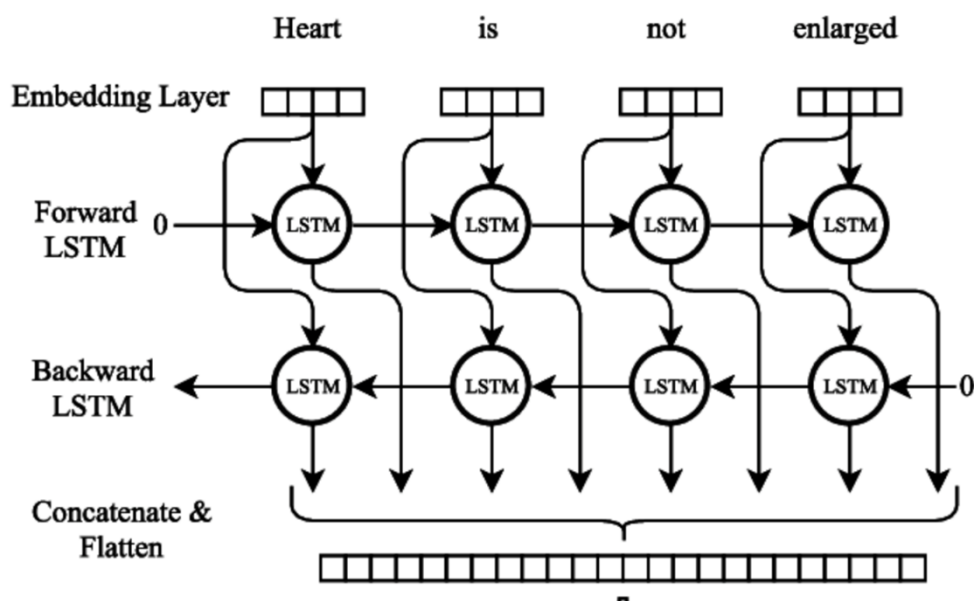 Heart is not enlarged
Embedding Layer
Forward
LSTM
0
LSTM LSTM LSTM LSTM
Backward
LSTM
LSTM LSTM LSTM LSTM
0
Concatenate &
Flatten